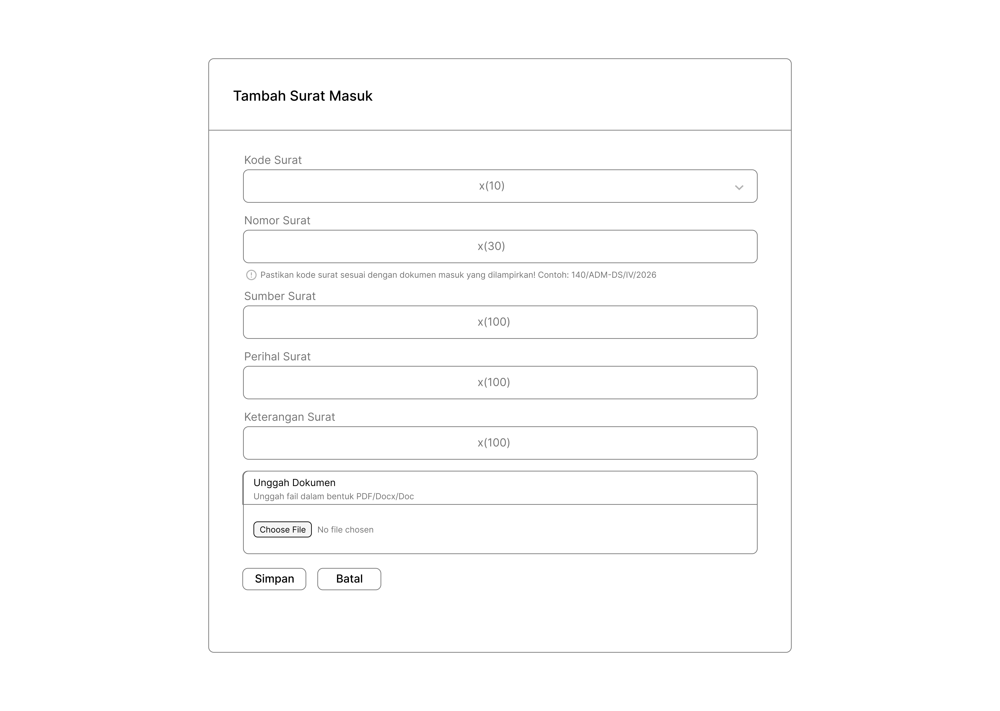 Tambah Surat Masuk
Kode Surat
x(10)
Nomor Surat
x(30)
Pastikan kode surat sesuai dengan dokumen masuk yang dilampirkan! Contoh: 140/ADM-DS/IV/2026
Sumber Surat
x(100)
Perihal Surat
x(100)
Keterangan Surat
x(100)
Unggah Dokumen
Unggah fail dalam bentuk PDF/Docx/Doc
Choose File No file chosen
Simpan Batal